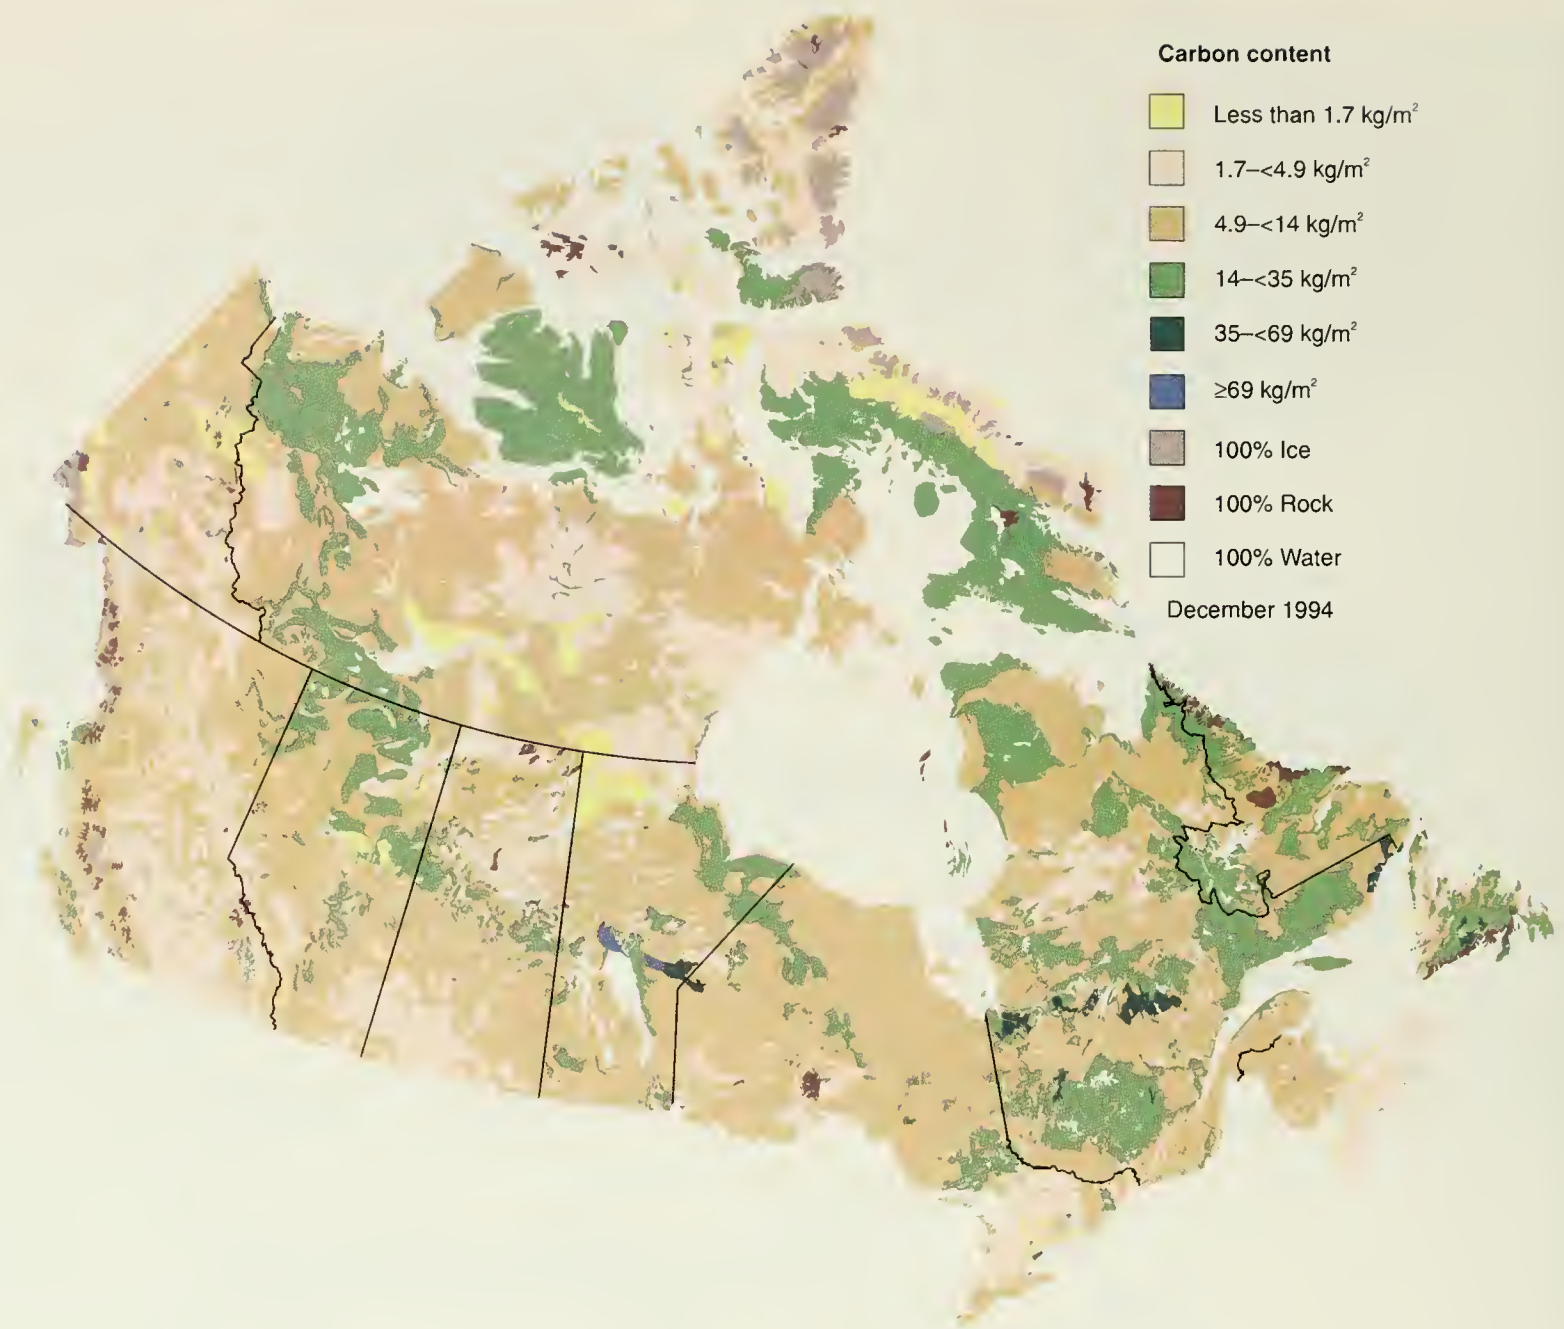 Carbon content
Less than 1.7 kg/m²
1.7–<4.9 kg/m²
4.9–<14 kg/m²
14–<35 kg/m²
35–<69 kg/m²
≥69 kg/m²
100% Ice
100% Rock
100% Water
December 1994